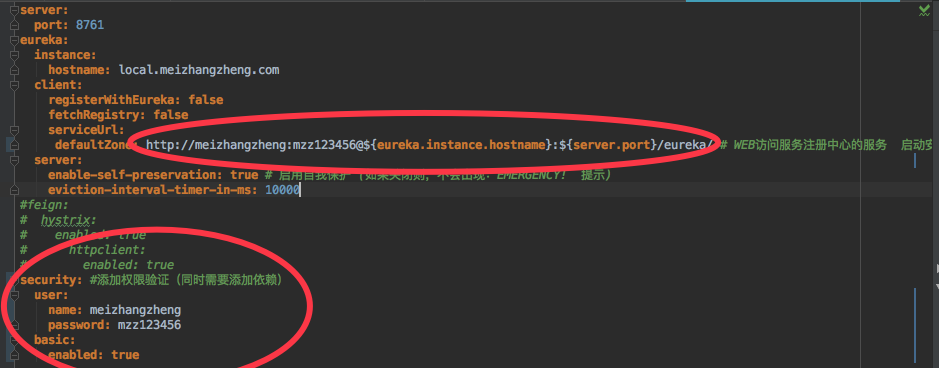 server:
  port: 8761
eureka:
  instance:
    hostname: local.meizhangzheng.com
  client:
    registerWithEureka: false
    fetchRegistry: false
    serviceUrl:
     defaultZone: http://meizhangzheng:mzz123456@${eureka.instance.hostname}:${server.port}/eureka/ # WEB访问服务注册中心的服务 启动安
  server:
    enable-self-preservation: true # 启用自我保护（如果关闭则，不会出现：EMERGENCY! 提示）
    eviction-interval-timer-in-ms: 10000
#feign:
#  hystrix:
#    enabled: true
#      httpclient:
#        enabled: true
security: #添加权限验证（同时需要添加依赖）
  user:
    name: meizhangzheng
    password: mzz123456
  basic:
    enabled: true